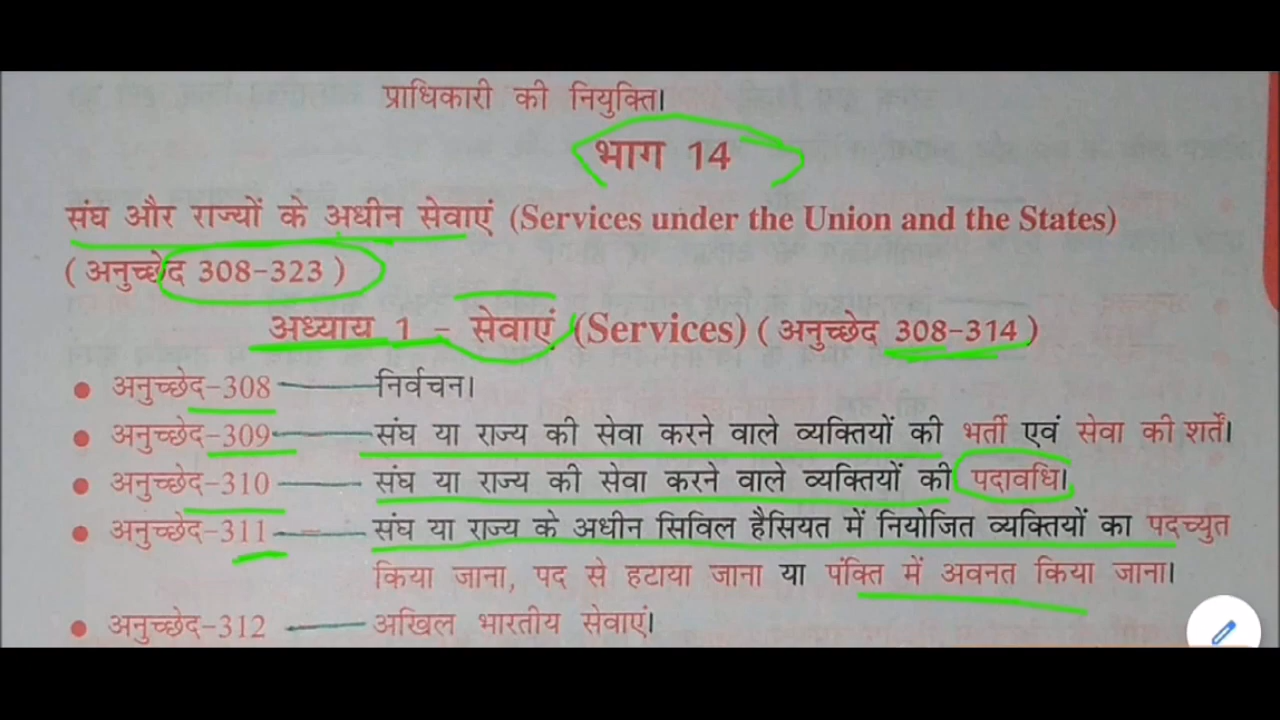 प्राधिकारी की नियुक्ति।
भाग 14
संघ और राज्यों के अधीन सेवाएं (Services under the Union and the States)
( अनुच्छेद 308-323 )
अध्याय 1 - सेवाएं (Services) ( अनुच्छेद 308-314 )
• अनुच्छेद-308 —— निर्वचन।
• अनुच्छेद-309 —— संघ या राज्य की सेवा करने वाले व्यक्तियों की भर्ती एवं सेवा की शर्तें।
• अनुच्छेद-310 —— संघ या राज्य की सेवा करने वाले व्यक्तियों की पदावधि।
• अनुच्छेद-311 —— संघ या राज्य के अधीन सिविल हैसियत में नियोजित व्यक्तियों का पदच्युत
किया जाना, पद से हटाया जाना या पंक्ति में अवनत किया जाना।
• अनुच्छेद-312 —— अखिल भारतीय सेवाएं।